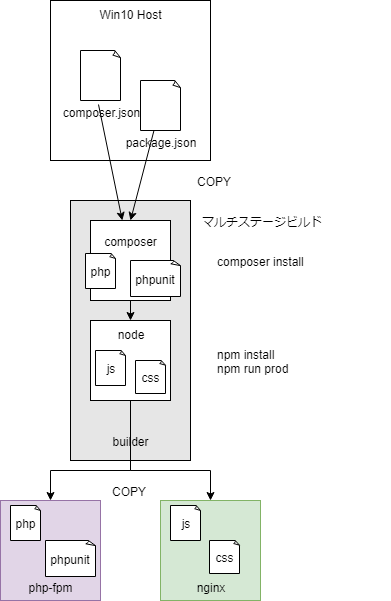 Win10 Host
composer.json
package.json
COPY
マルチステージビルド
composer
composer install
php
phpunit
node
npm install
npm run prod
js
css
builder
COPY
php
phpunit
php-fpm
js
css
nginx